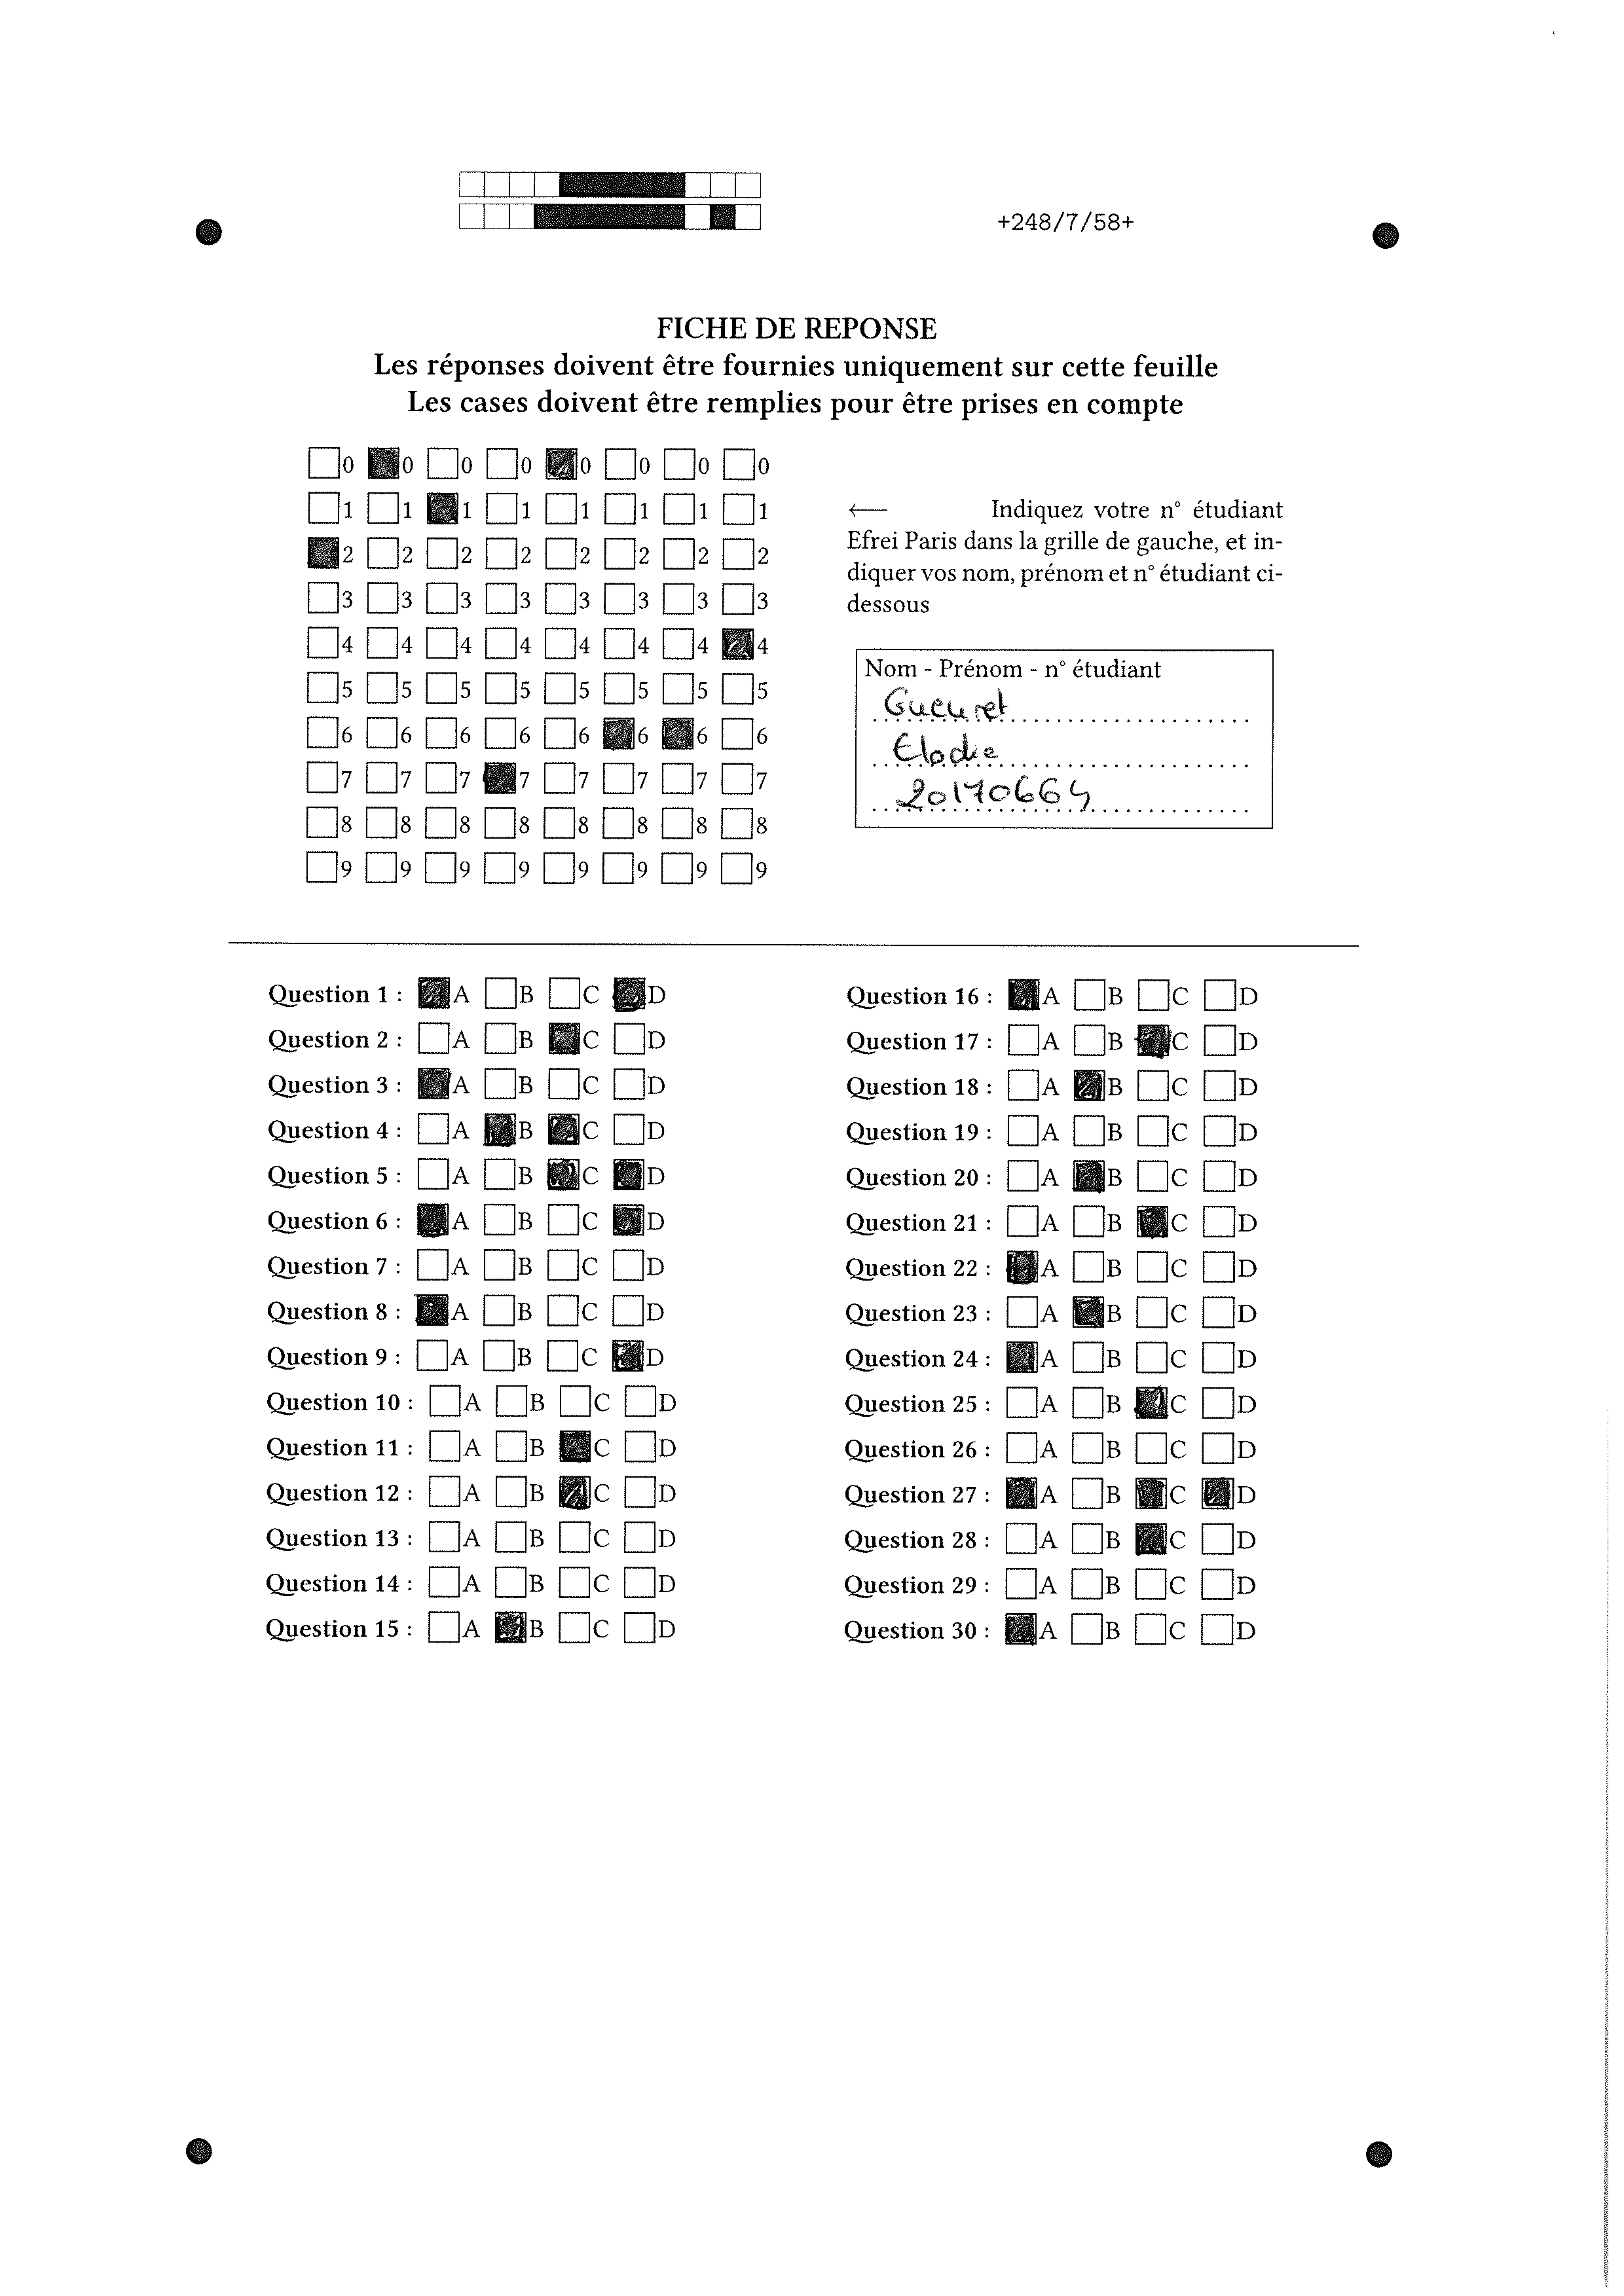 +248/7/58+
FICHE DE REPONSE
Les réponses doivent être fournies uniquement sur cette feuille
Les cases doivent être remplies pour être prises en compte
0 0 0 0 0 0 0 0
1 1 1 1 1 1 1 1
2 2 2 2 2 2 2 2
3 3 3 3 3 3 3 3
4 4 4 4 4 4 4 4
5 5 5 5 5 5 5 5
6 6 6 6 6 6 6 6
7 7 7 7 7 7 7 7
8 8 8 8 8 8 8 8
9 9 9 9 9 9 9 9
← Indiquez votre n° étudiant
Efrei Paris dans la grille de gauche, et in-
diquer vos nom, prénom et n° étudiant ci-
dessous
Nom - Prénom - n° étudiant
Gueuret
Elodie
20170664
Question 1 : A B C D
Question 2 : A B C D
Question 3 : A B C D
Question 4 : A B C D
Question 5 : A B C D
Question 6 : A B C D
Question 7 : A B C D
Question 8 : A B C D
Question 9 : A B C D
Question 10 : A B C D
Question 11 : A B C D
Question 12 : A B C D
Question 13 : A B C D
Question 14 : A B C D
Question 15 : A B C D
Question 16 : A B C D
Question 17 : A B C D
Question 18 : A B C D
Question 19 : A B C D
Question 20 : A B C D
Question 21 : A B C D
Question 22 : A B C D
Question 23 : A B C D
Question 24 : A B C D
Question 25 : A B C D
Question 26 : A B C D
Question 27 : A B C D
Question 28 : A B C D
Question 29 : A B C D
Question 30 : A B C D